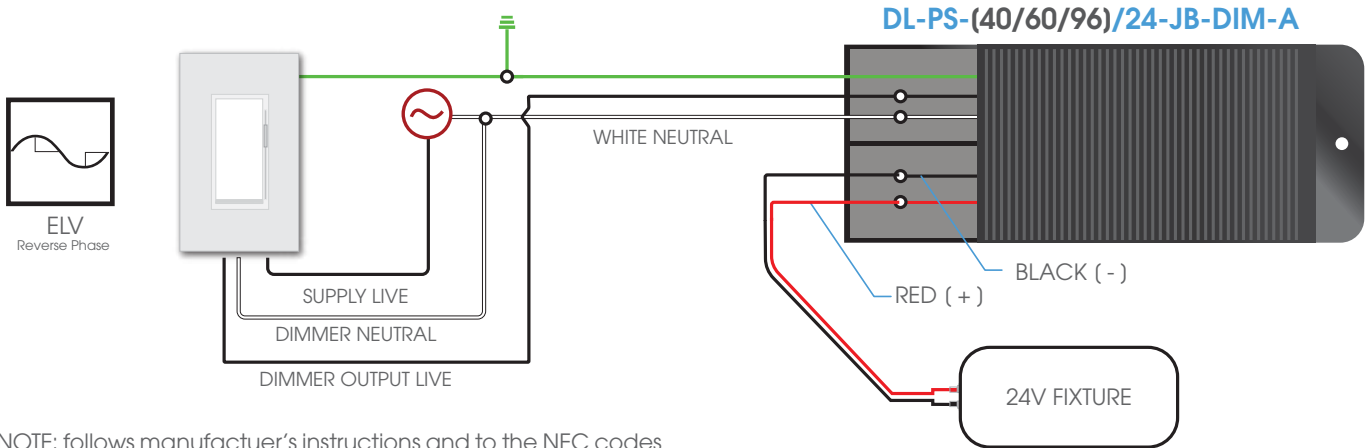 DL-PS-(40/60/96)/24-JB-DIM-A
WHITE NEUTRAL
ELV
Reverse Phase
SUPPLY LIVE
DIMMER NEUTRAL
DIMMER OUTPUT LIVE
BLACK ( - )
RED ( + )
24V FIXTURE
NOTE: follows manufactuer's instructions and to the NEC codes